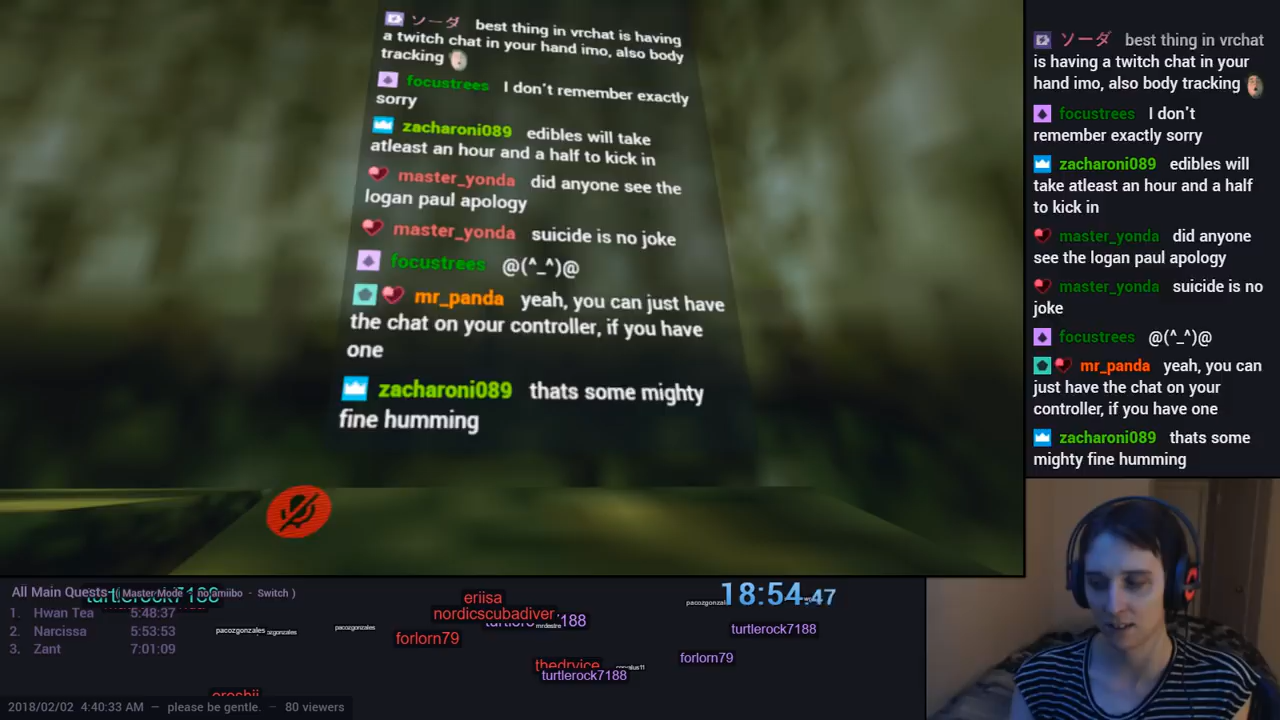 ソーダ best thing in vrchat is having
a twitch chat in your hand imo, also body
tracking
focustrees I don't remember exactly
sorry
zacharoni089 edibles will take
atleast an hour and a half to kick in
master_yonda did anyone see the
logan paul apology
master_yonda suicide is no joke
focustrees @(^_^)@
mr_panda yeah, you can just have
the chat on your controller, if you have
one
zacharoni089 thats some mighty
fine humming
ソーダ best thing in vrchat
is having a twitch chat in your
hand imo, also body tracking
focustrees I don't
remember exactly sorry
zacharoni089 edibles will
take atleast an hour and a half
to kick in
master_yonda did anyone
see the logan paul apology
master_yonda suicide is no
joke
focustrees @(^_^)@
mr_panda yeah, you can
just have the chat on your
controller, if you have one
zacharoni089 thats some
mighty fine humming
All Main Quests ( Master Mode - no amiibo - Switch )
turtlerock7188
1. Hwan Tea 5:48:37
2. Narcissa 5:53:53
3. Zant 7:01:09
pacozgonzales
pacozgonzales
eriisa
nordicscubadiver
forlorn79
thedrvice
turtlerock7188
18:54.47
turtlerock7188
forlorn79
2018/02/02 4:40:33 AM — please be gentle. — 80 viewers